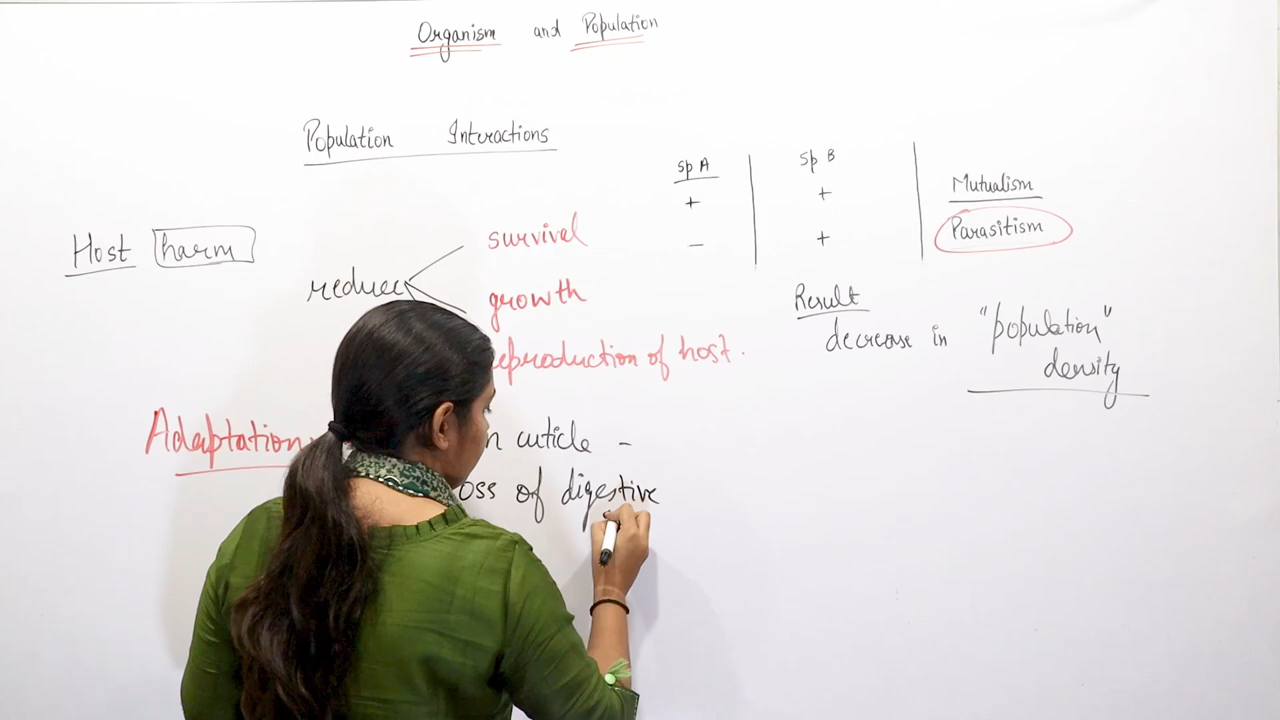 Organism and Population
Population Interactions
sp A sp B
+ + Mutualism
- + Parasitism
Host harm
reduce
survival
growth
reproduction of host.
Result
decrease in "population"
density
Adaptation
cuticle -
of digestive